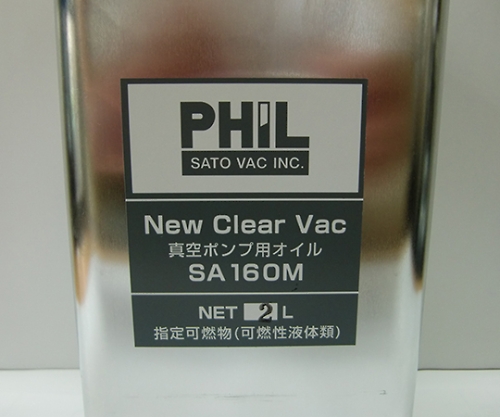 PHIL
SATO VAC INC.
New Clear Vac
真空ポンプ用オイル
SA160M
NET 2 L
指定可燃物(可燃性液体類)